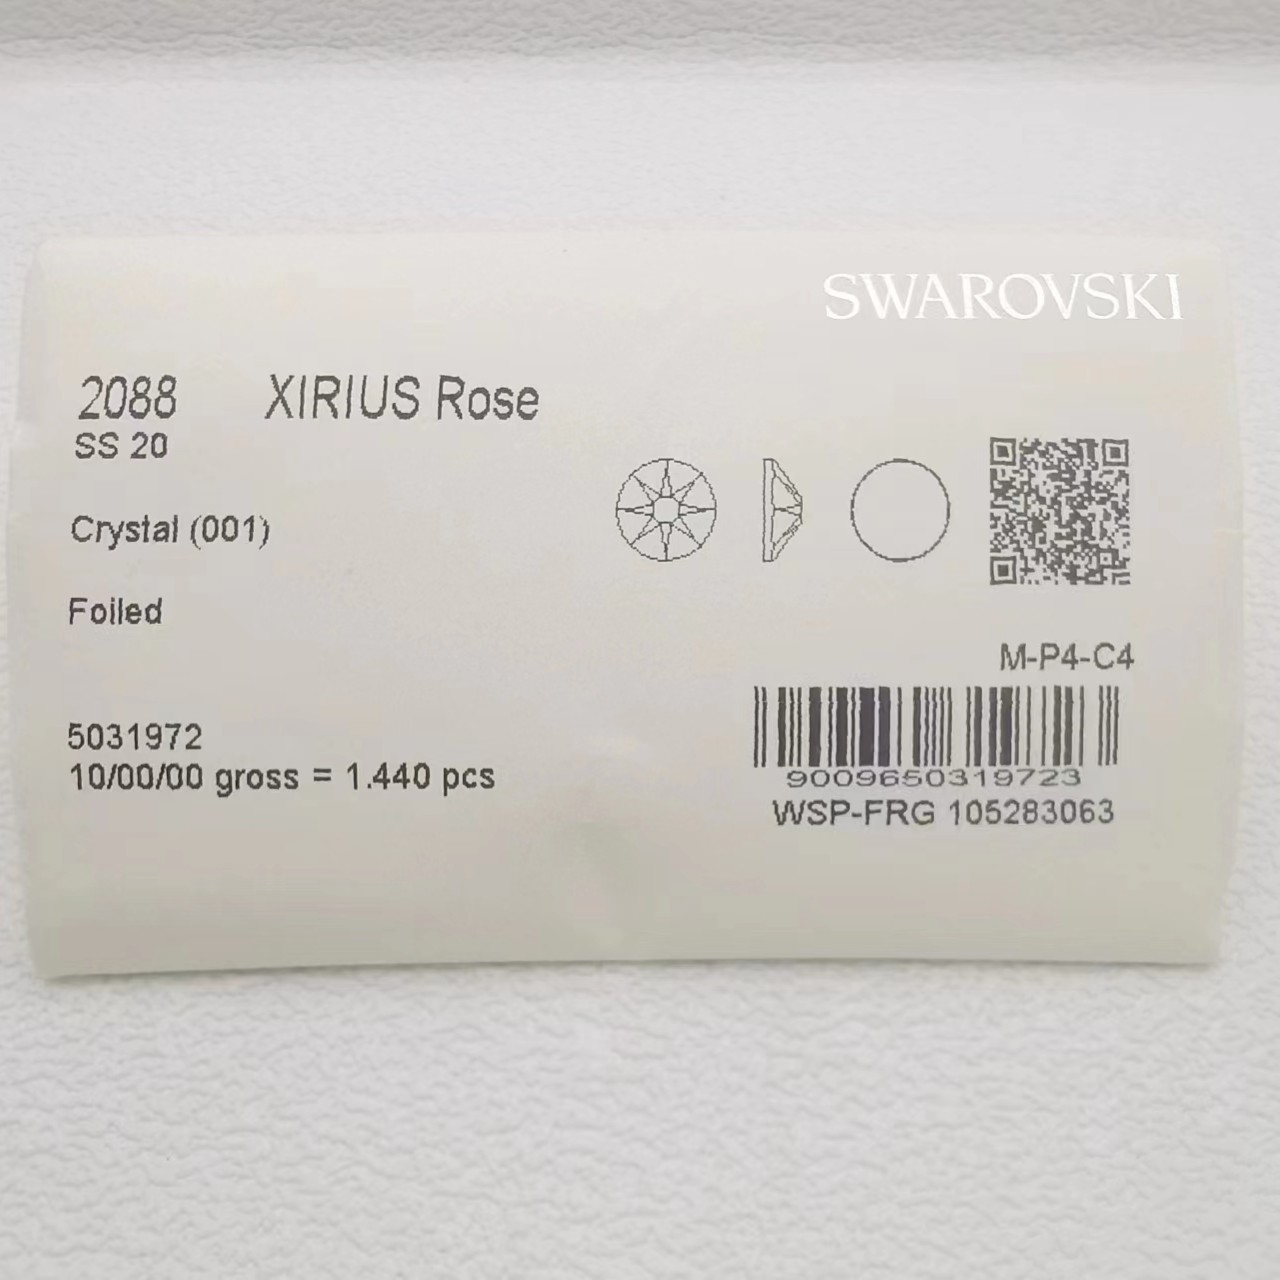 SWAROVSKI
2088 XIRIUS Rose
SS 20
Crystal (001)
Foiled
M-P4-C4
5031972
10/00/00 gross = 1.440 pcs
9009650319723
WSP-FRG 105283063